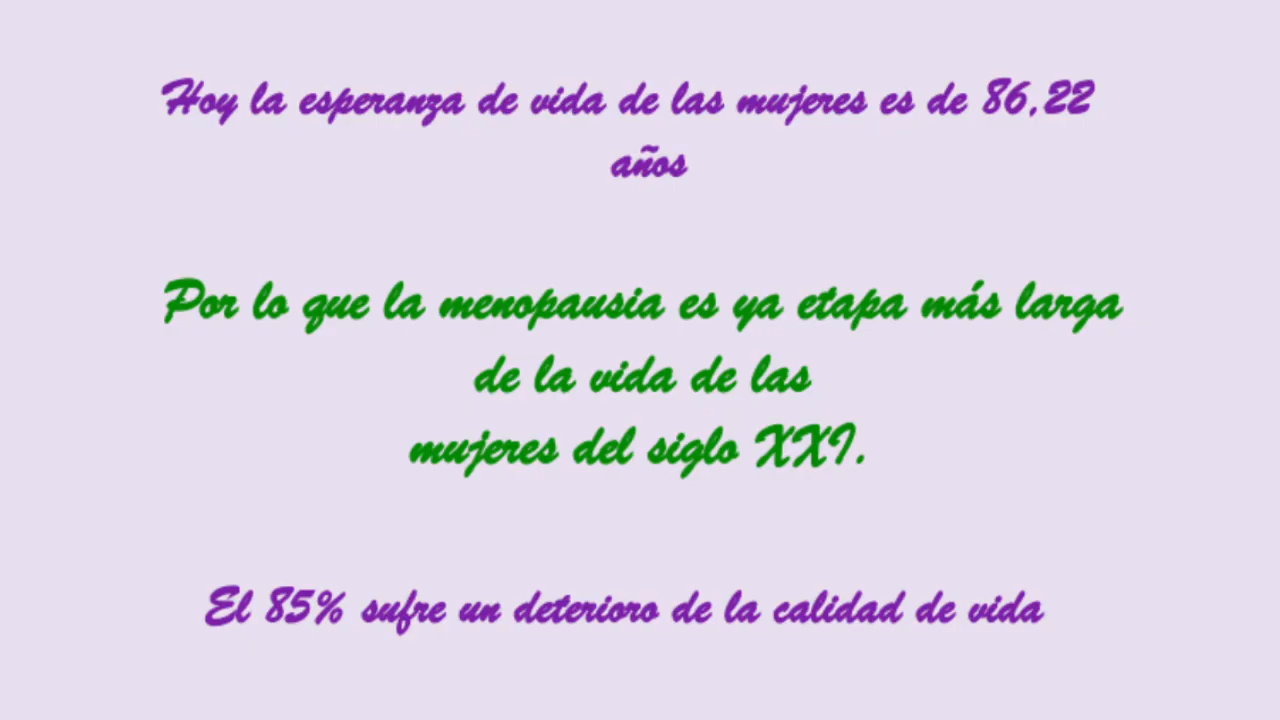 Hoy la esperanza de vida de las mujeres es de 86,22
años
Por lo que la menopausia es ya etapa más larga
de la vida de las
mujeres del siglo XXI.
El 85% sufre un deterioro de la calidad de vida